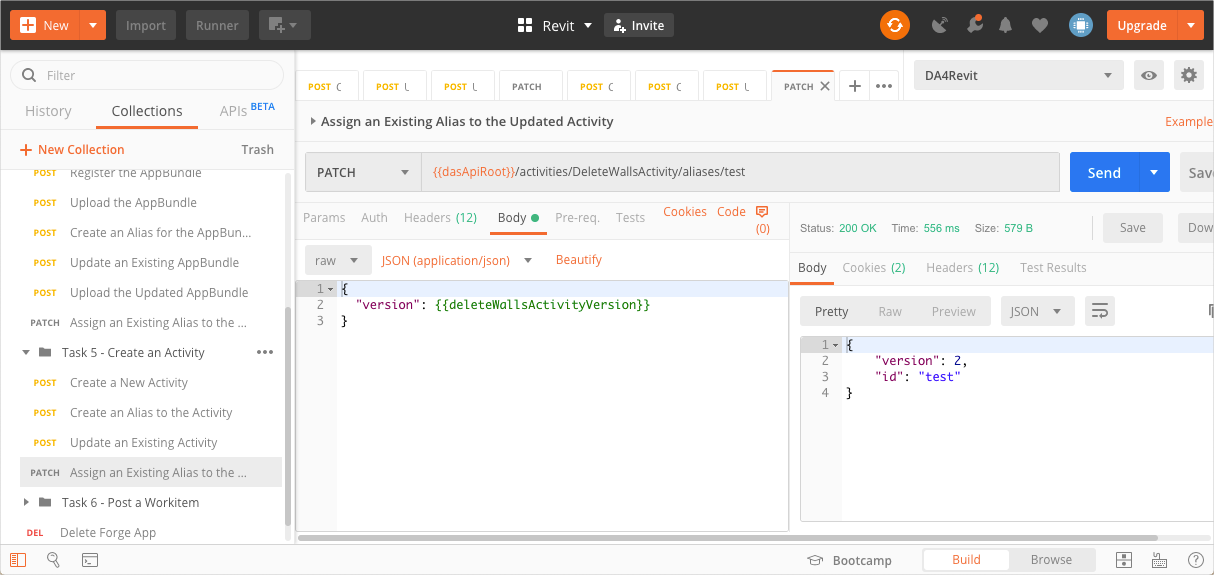 New
Import
Runner
Revit
Invite
Upgrade
Filter
History
Collections
APIs BETA
New Collection
Trash
POST Register the AppBundle
POST Upload the AppBundle
POST Create an Alias for the AppBun...
POST Update an Existing AppBundle
POST Upload the Updated AppBundle
PATCH Assign an Existing Alias to the ...
Task 5 - Create an Activity
POST Create a New Activity
POST Create an Alias to the Activity
POST Update an Existing Activity
PATCH Assign an Existing Alias to the ...
Task 6 - Post a Workitem
DEL Delete Forge App
POST C
POST U
POST U
PATCH
POST C
POST C
POST U
PATCH
DA4Revit
Assign an Existing Alias to the Updated Activity
Example
PATCH
{{dasApiRoot}}/activities/DeleteWallsActivity/aliases/test
Send
Save
Params
Auth
Headers (12)
Body
Pre-req.
Tests
Cookies
Code
(0)
raw
JSON (application/json)
Beautify
1 {
2 "version": {{deleteWallsActivityVersion}}
3 }
Status: 200 OK
Time: 556 ms
Size: 579 B
Save
Dow
Body
Cookies (2)
Headers (12)
Test Results
Pretty
Raw
Preview
JSON
1 {
2 "version": 2,
3 "id": "test"
4 }
Bootcamp
Build
Browse